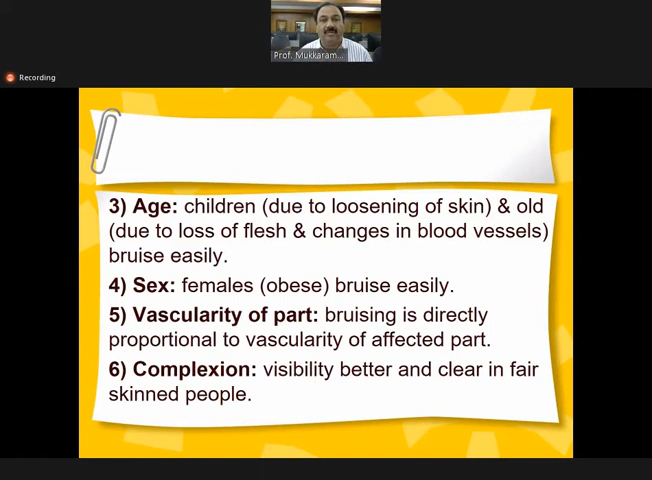 Prof. Mukkaram...
Recording
3) Age: children (due to loosening of skin) & old
(due to loss of flesh & changes in blood vessels)
bruise easily.
4) Sex: females (obese) bruise easily.
5) Vascularity of part: bruising is directly
proportional to vascularity of affected part.
6) Complexion: visibility better and clear in fair
skinned people.